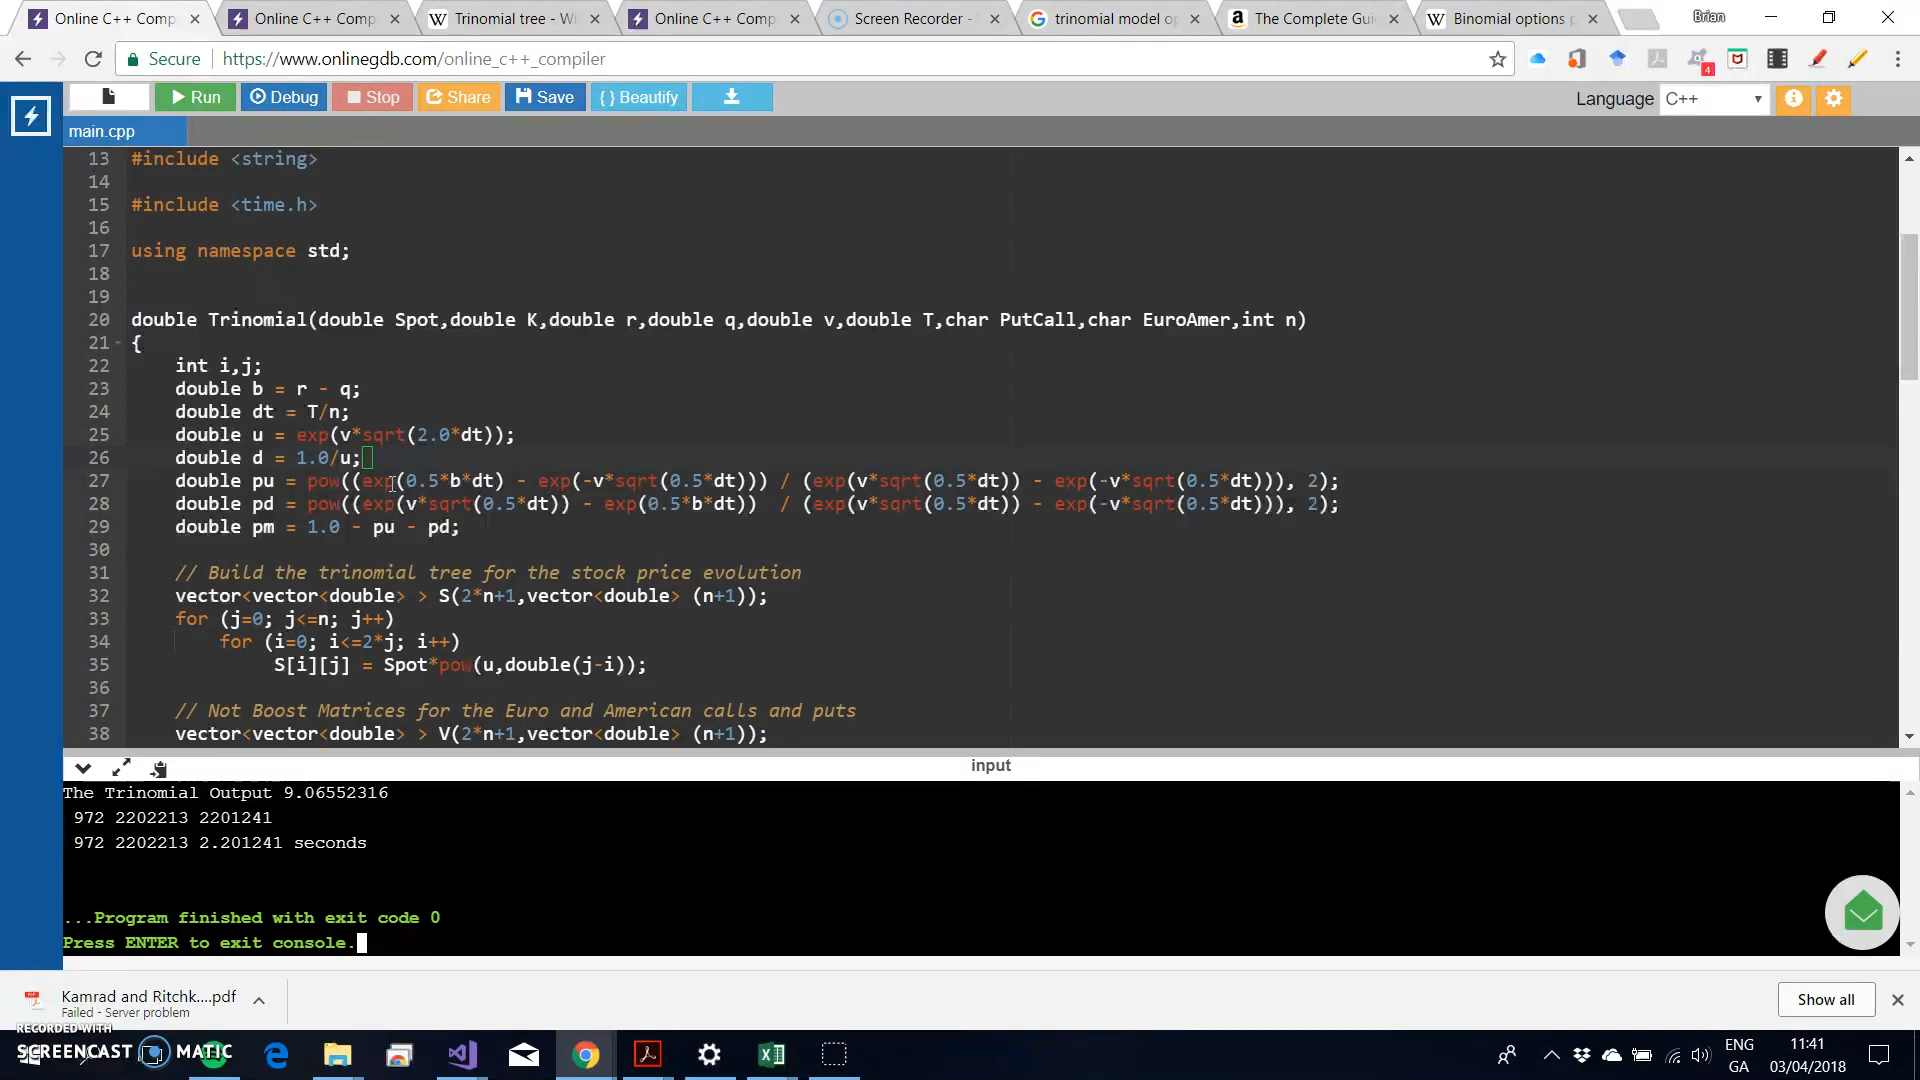 Online C++ Comp
Online C++ Comp
Trinomial tree - Wi
Online C++ Comp
Screen Recorder -
trinomial model op
The Complete Gui
Binomial options p
Brian
Secure
https://www.onlinegdb.com/online_c++_compiler
4
Run
Debug
Stop
Share
Save
{ } Beautify
Language
C++
main.cpp
13 #include <string>
14
15 #include <time.h>
16
17 using namespace std;
18
19
20 double Trinomial(double Spot,double K,double r,double q,double v,double T,char PutCall,char EuroAmer,int n)
21 {
22 int i,j;
23 double b = r - q;
24 double dt = T/n;
25 double u = exp(v*sqrt(2.0*dt));
26 double d = 1.0/u;
27 double pu = pow((exp(0.5*b*dt) - exp(-v*sqrt(0.5*dt))) / (exp(v*sqrt(0.5*dt)) - exp(-v*sqrt(0.5*dt))), 2);
28 double pd = pow((exp(v*sqrt(0.5*dt)) - exp(0.5*b*dt)) / (exp(v*sqrt(0.5*dt)) - exp(-v*sqrt(0.5*dt))), 2);
29 double pm = 1.0 - pu - pd;
30
31 // Build the trinomial tree for the stock price evolution
32 vector<vector<double> > S(2*n+1,vector<double> (n+1));
33 for (j=0; j<=n; j++)
34 for (i=0; i<=2*j; i++)
35 S[i][j] = Spot*pow(u,double(j-i));
36
37 // Not Boost Matrices for the Euro and American calls and puts
38 vector<vector<double> > V(2*n+1,vector<double> (n+1));
input
The Trinomial Output 9.06552316
972 2202213 2201241
972 2202213 2.201241 seconds
...Program finished with exit code 0
Press ENTER to exit console.
Kamrad and Ritchk....pdf
Failed - Server problem
Show all
RECORDED WITH
SCREENCAST MATIC
ENG
GA
11:41
03/04/2018